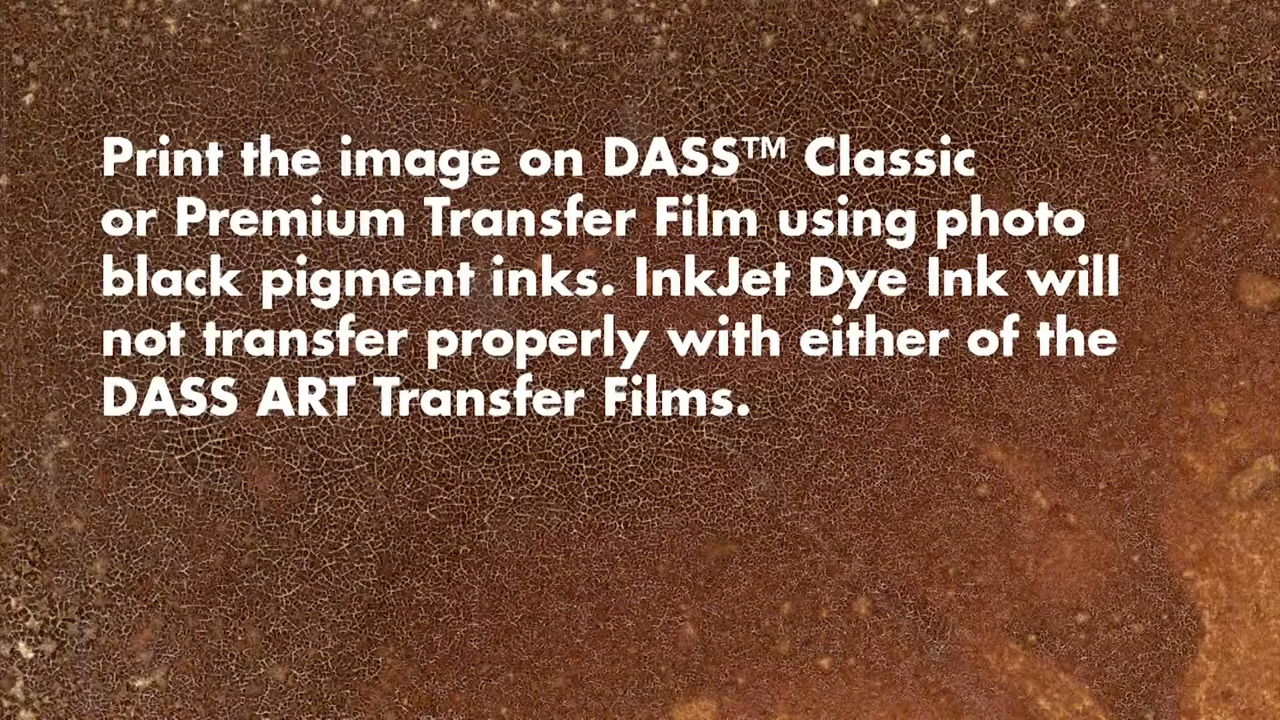 Print the image on DASS™ Classic
or Premium Transfer Film using photo
black pigment inks. InkJet Dye Ink will
not transfer properly with either of the
DASS ART Transfer Films.